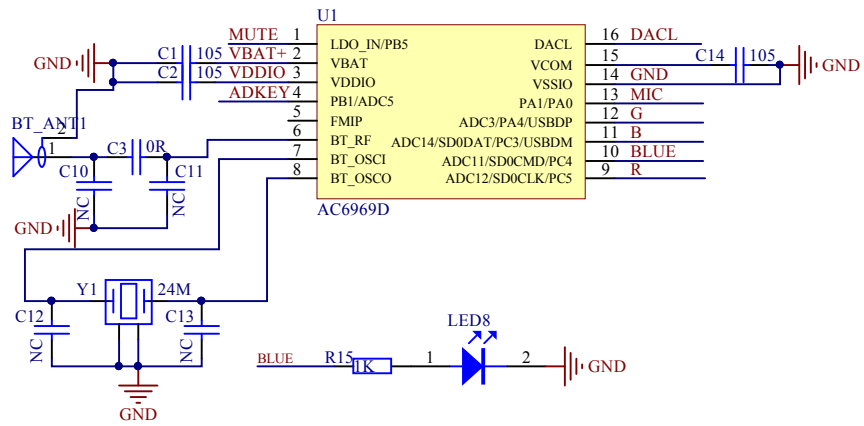 U1
MUTE 1 LDO_IN/PB5 DACL 16 DACL
GND C1 105 VBAT+ 2 VBAT VCOM 15 C14 105 GND
C2 105 VDDIO 3 VDDIO VSSIO 14 GND
ADKEY 4 PB1/ADC5 PA1/PA0 13 MIC
5 FMIP ADC3/PA4/USBDP 12 G
BT_ANT1 2 1 C3 0R 6 BT_RF ADC14/SD0DAT/PC3/USBDM 11 B
7 BT_OSCI ADC11/SD0CMD/PC4 10 BLUE
8 BT_OSCO ADC12/SD0CLK/PC5 9 R
C10 NC C11 NC
AC6969D
GND
Y1 24M
C12 NC C13 NC
GND
LED8
BLUE R15 1K 1 2 GND